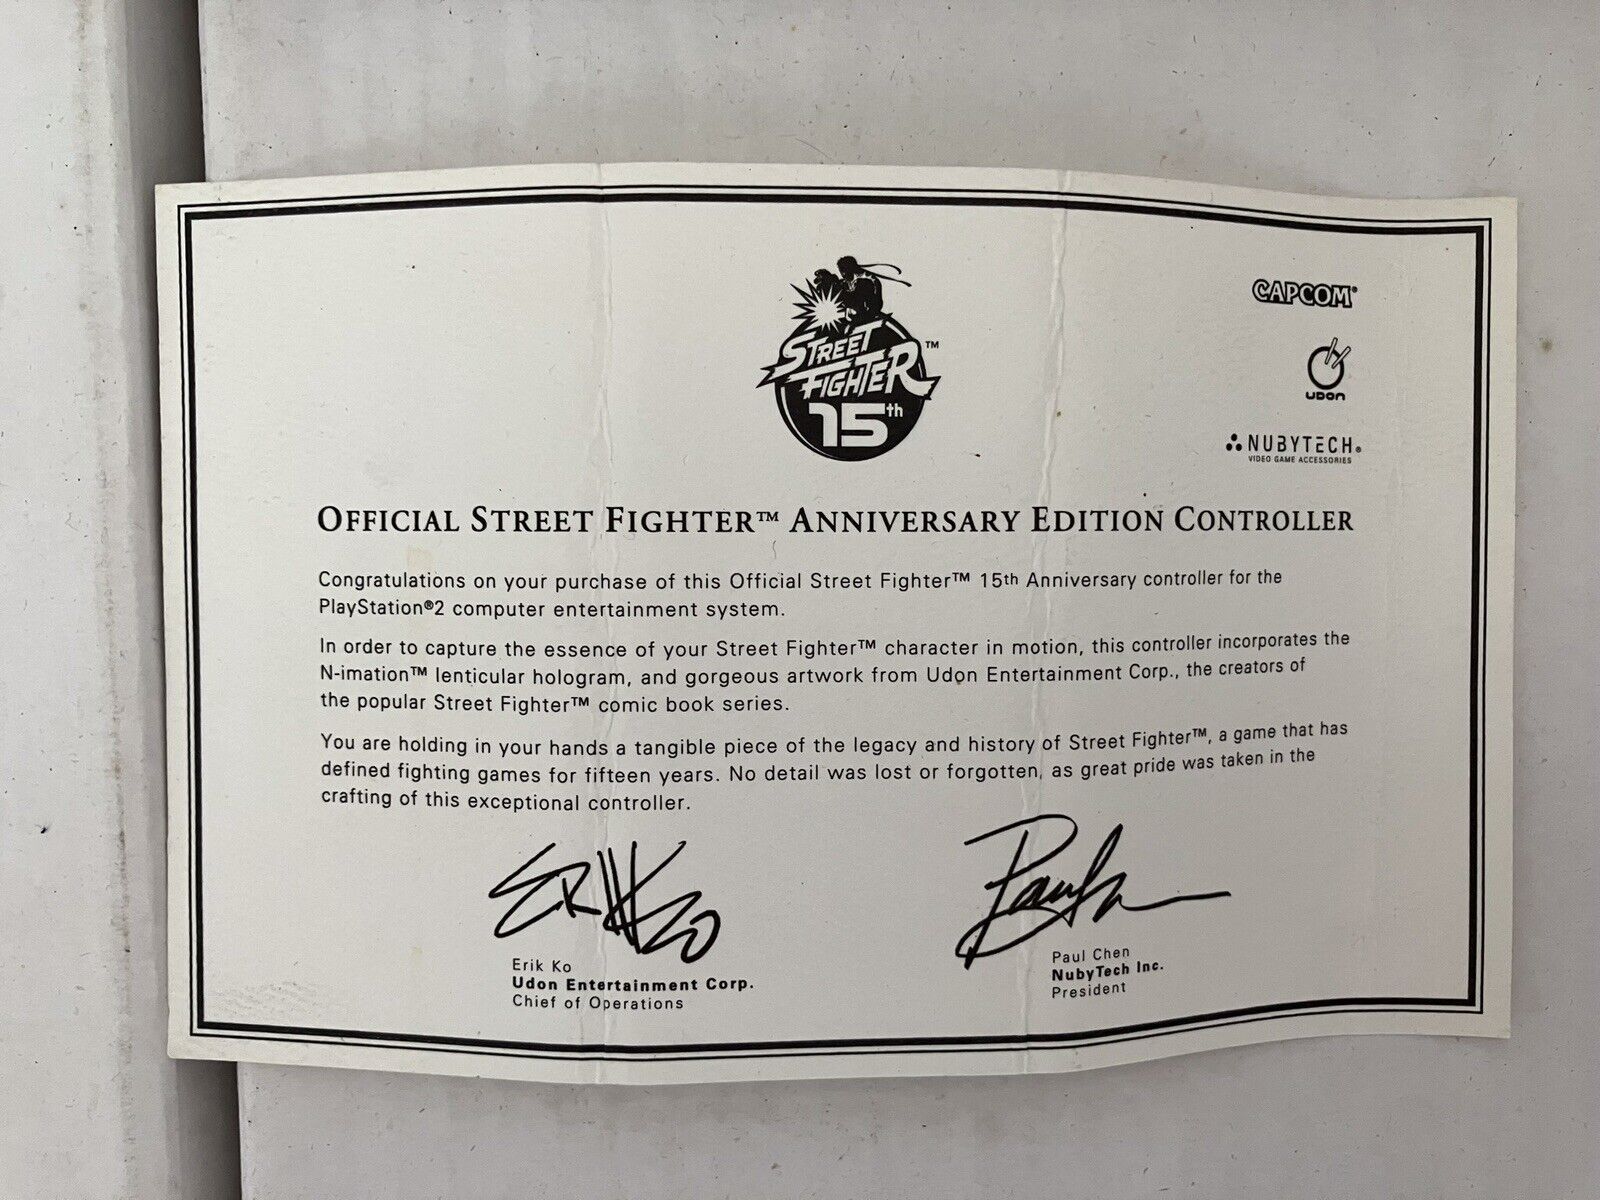 STREET
FIGHTER™
15th
CAPCOM®
UDON
NUBYTECH®
VIDEO GAME ACCESSORIES
OFFICIAL STREET FIGHTER™ ANNIVERSARY EDITION CONTROLLER
Congratulations on your purchase of this Official Street Fighter™ 15th Anniversary controller for the
PlayStation®2 computer entertainment system.
In order to capture the essence of your Street Fighter™ character in motion, this controller incorporates the
N-imation™ lenticular hologram, and gorgeous artwork from Udon Entertainment Corp., the creators of
the popular Street Fighter™ comic book series.
You are holding in your hands a tangible piece of the legacy and history of Street Fighter™, a game that has
defined fighting games for fifteen years. No detail was lost or forgotten, as great pride was taken in the
crafting of this exceptional controller.
Erik Ko
Udon Entertainment Corp.
Chief of Operations
Paul Chen
NubyTech Inc.
President